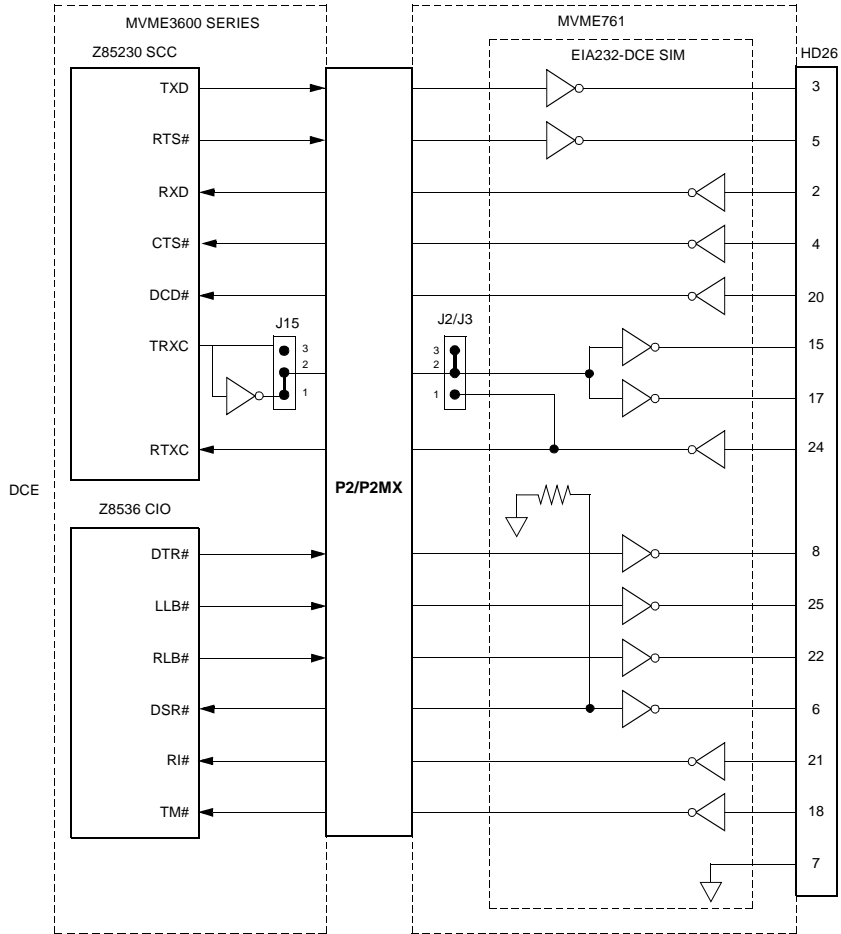 MVME3600 SERIES
MVME761
Z85230 SCC
EIA232-DCE SIM
HD26
TXD
3
RTS#
5
RXD
2
CTS#
4
DCD#
20
J15
J2/J3
TRXC
3
2
1
3
2
1
15
17
RTXC
24
DCE
P2/P2MX
Z8536 CIO
DTR#
8
LLB#
25
RLB#
22
DSR#
6
RI#
21
TM#
18
7